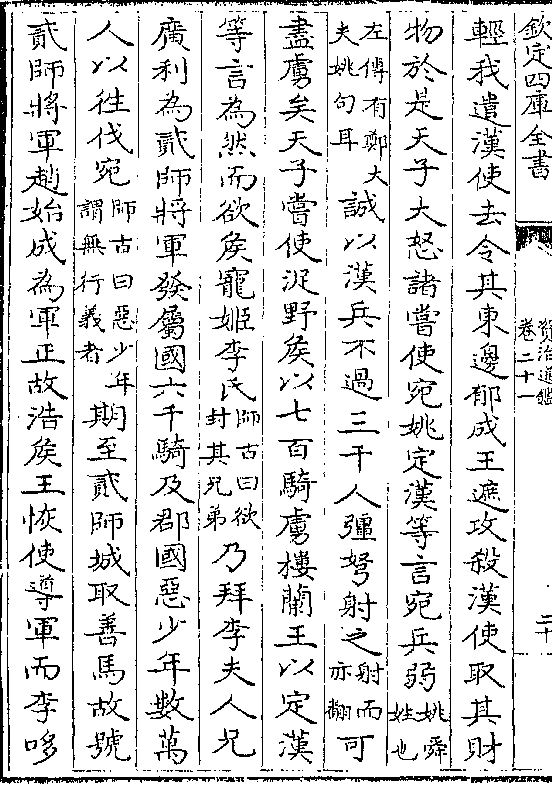 欽定四庫全書
資治通鑑
卷二十一
二十
輕我遣漢使去令其東邊郁成王遮攻殺漢使取其財
物於是天子大怒諸嘗使宛姚定漢等言宛兵弱姚舜姓也
左傳有鄭大夫姚句耳誠以漢兵不過三千人彊弩射之射而亦翻可
盡虜矣天子嘗使浞野矦以七百騎虜樓蘭王以定漢
等言為然而欲矦寵姬李氏師古曰欲封其兄弟乃拜李夫人兄
廣利為貳師將軍發屬國六千騎及郡國惡少年數萬
人以徃伐宛師古曰惡少年謂無行義者期至貳師城取善馬故號
貳師將軍趙始成為軍正故浩矦王恢使導軍而李哆